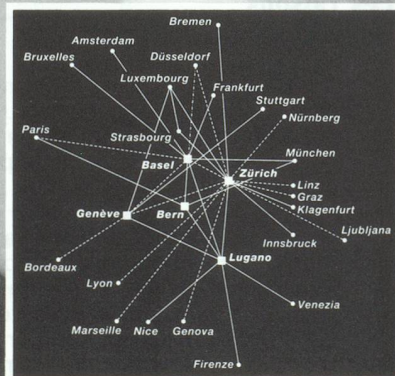 Bremen
Amsterdam
Bruxelles
Düsseldorf
Luxembourg
Frankfurt
Stuttgart
Nürnberg
Paris
Strasbourg
Basel
München
Zürich
Linz
Graz
Klagenfurt
Genève
Bern
Ljubljana
Innsbruck
Lugano
Bordeaux
Lyon
Venezia
Marseille
Nice
Genova
Firenze